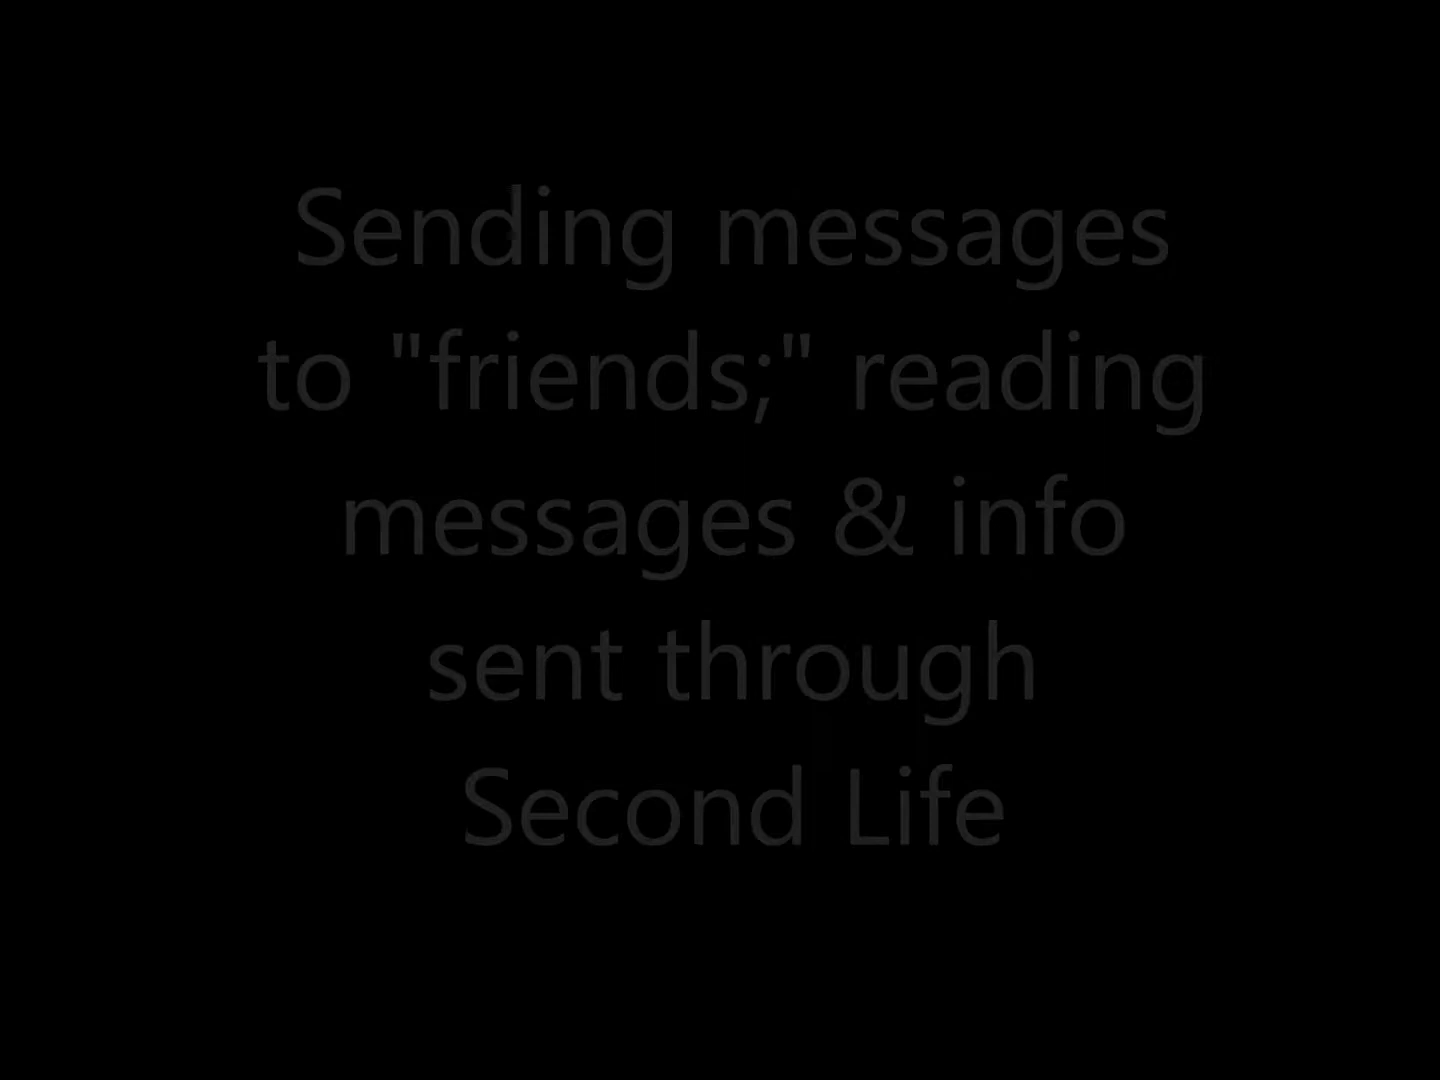 Sending messages
to "friends;" reading
messages & info
sent through
Second Life